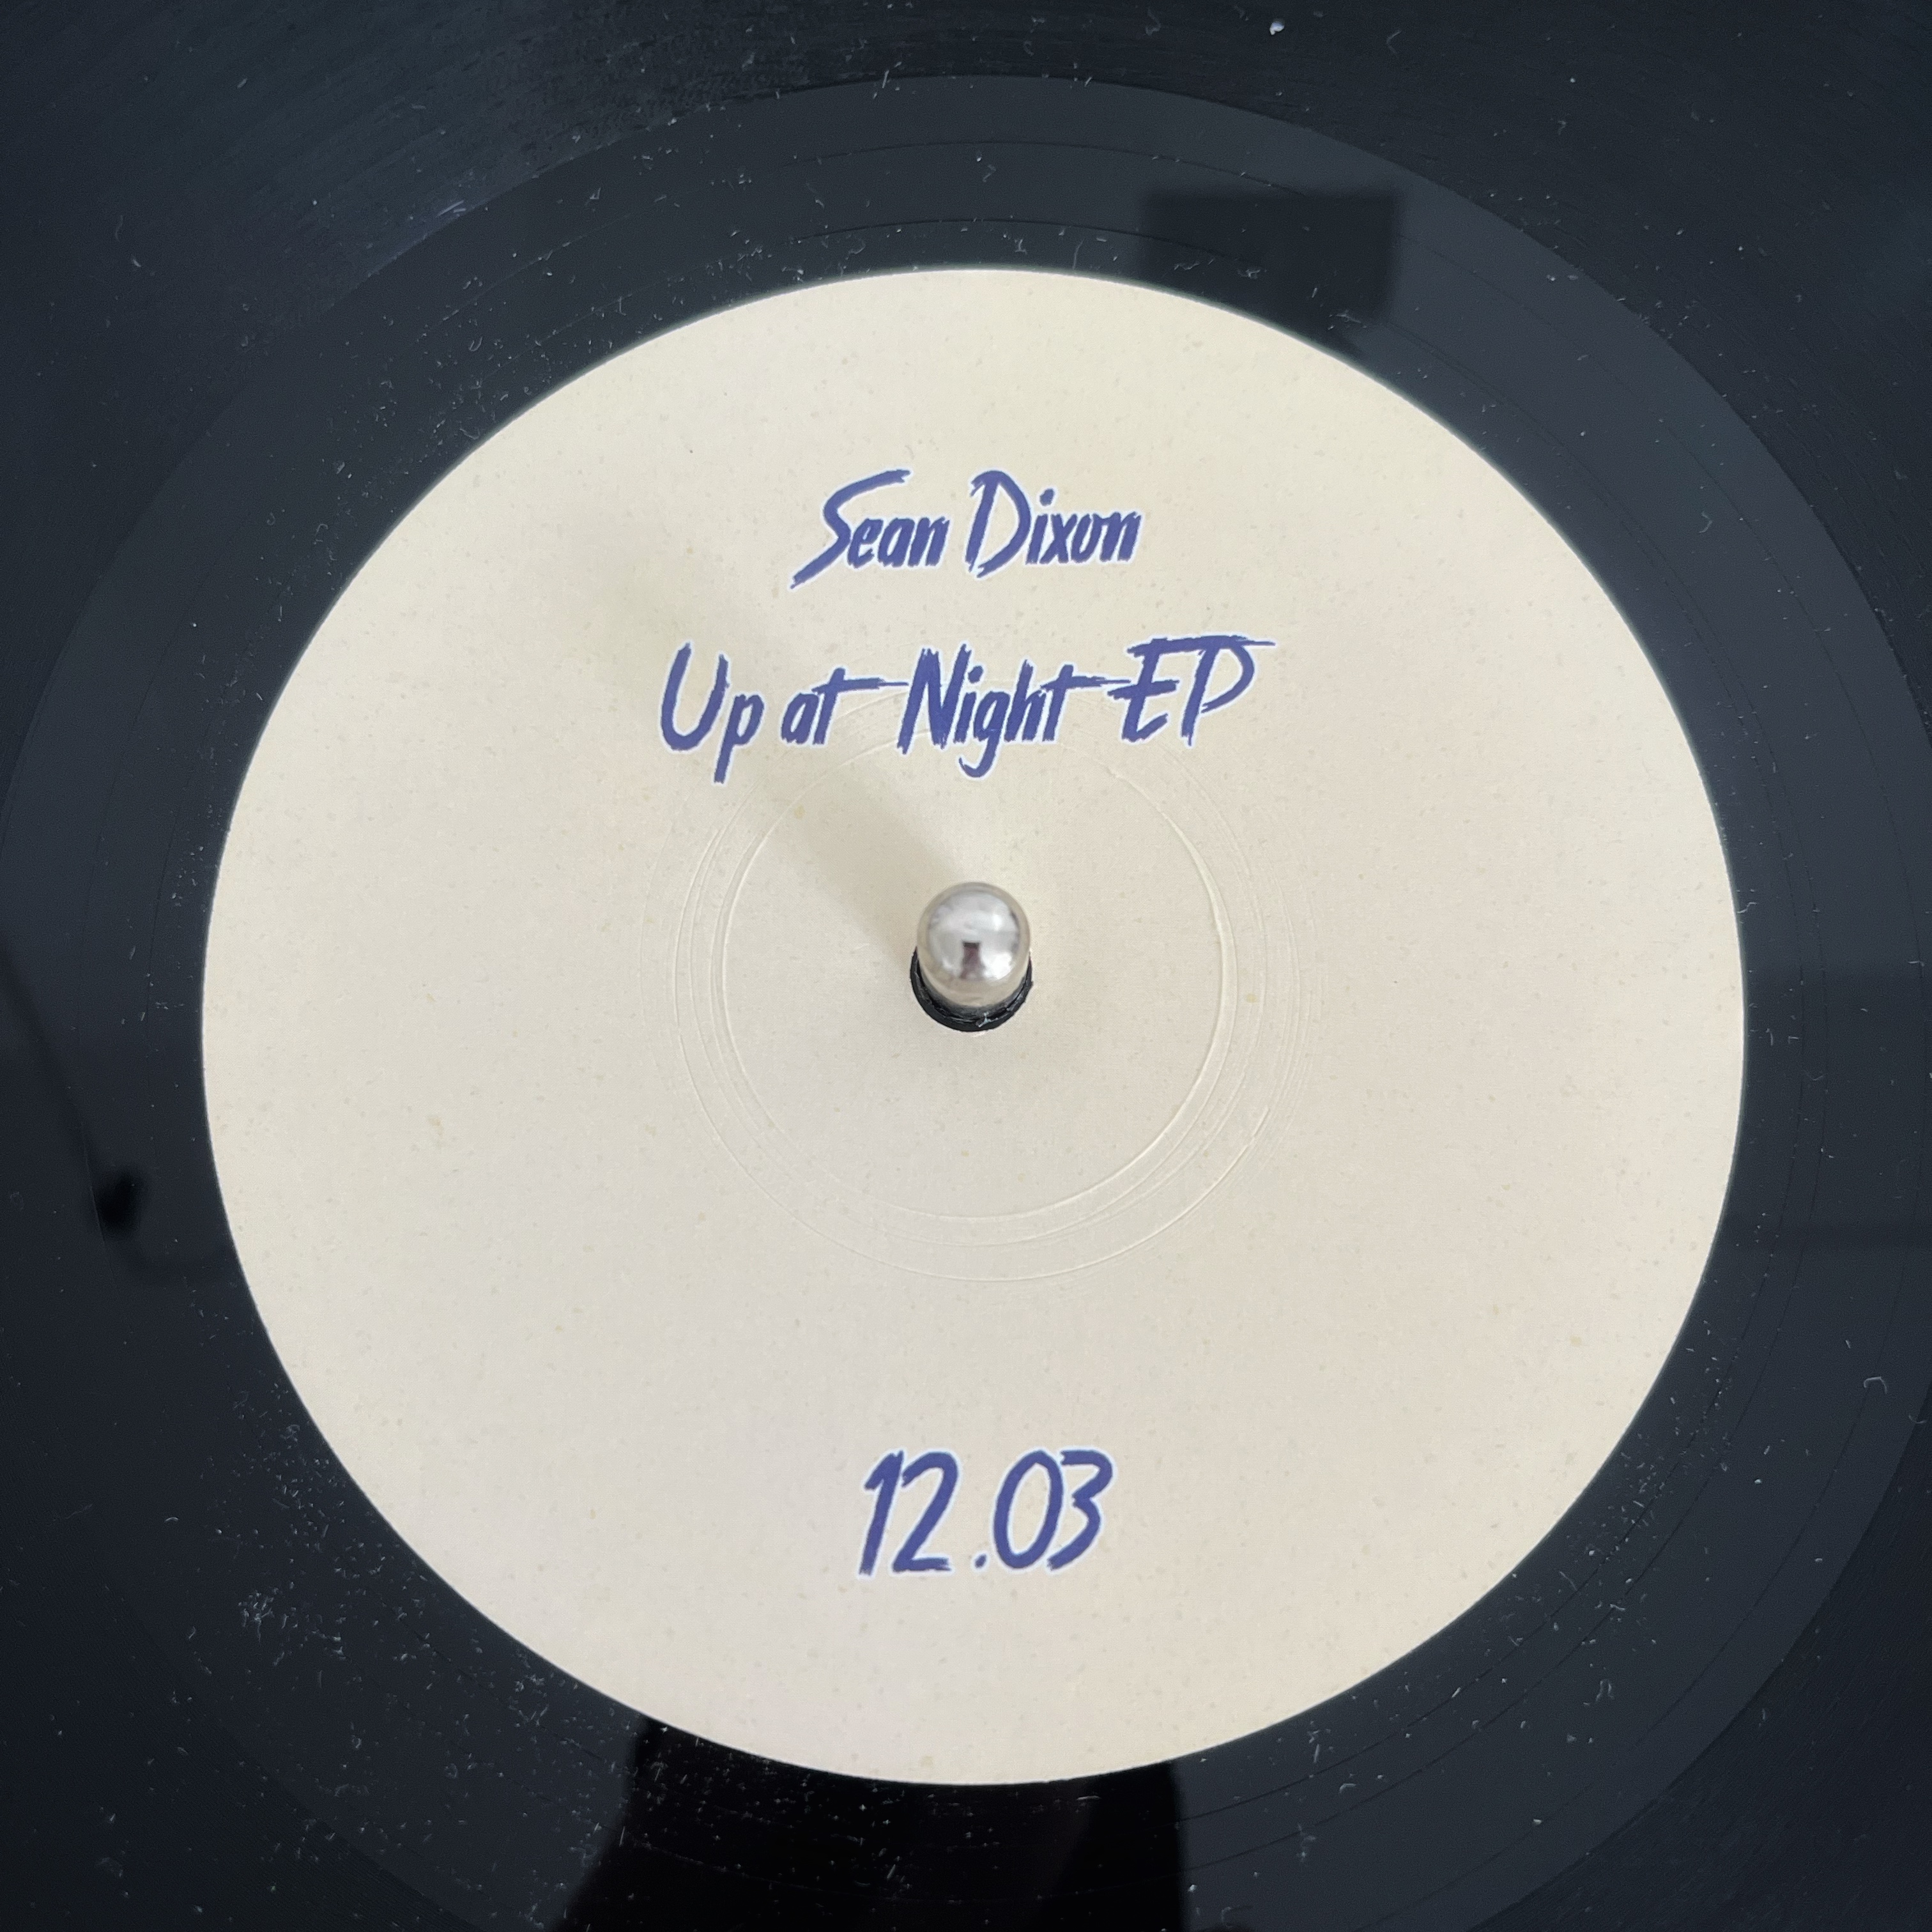 Sean Dixon
Up at Night EP
12.03